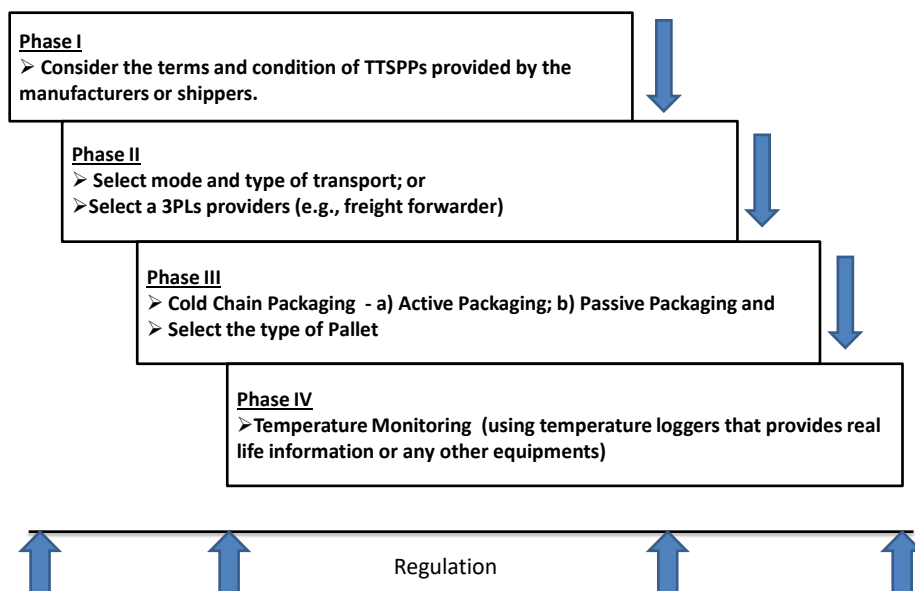 Phase I
➢ Consider the terms and condition of TTSPPs provided by the
manufacturers or shippers.
Phase II
➢ Select mode and type of transport; or
➢Select a 3PLs providers (e.g., freight forwarder)
Phase III
➢ Cold Chain Packaging - a) Active Packaging; b) Passive Packaging and
➢ Select the type of Pallet
Phase IV
➢Temperature Monitoring (using temperature loggers that provides real
life information or any other equipments)
Regulation